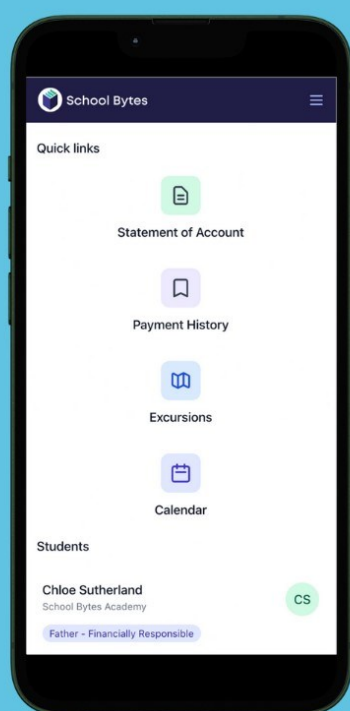 School Bytes
Quick links
Statement of Account
Payment History
Excursions
Calendar
Students
Chloe Sutherland
School Bytes Academy
CS
Father - Financially Responsible